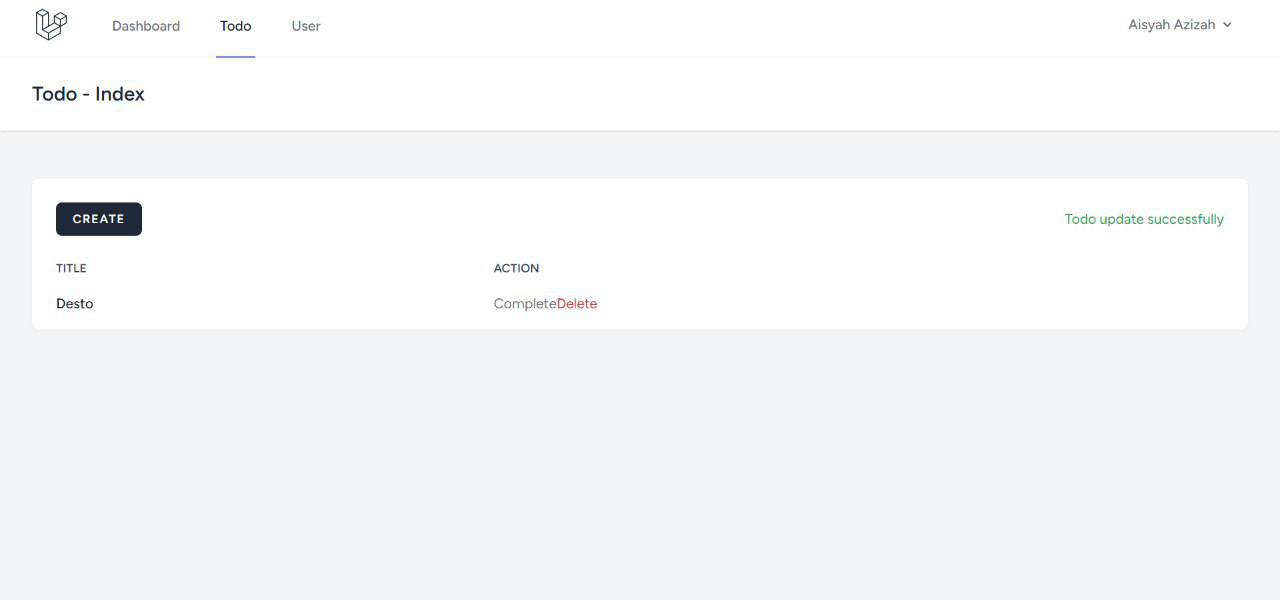 Dashboard Todo User Aisyah Azizah
Todo - Index
CREATE Todo update successfully
TITLE ACTION
Desto CompleteDelete